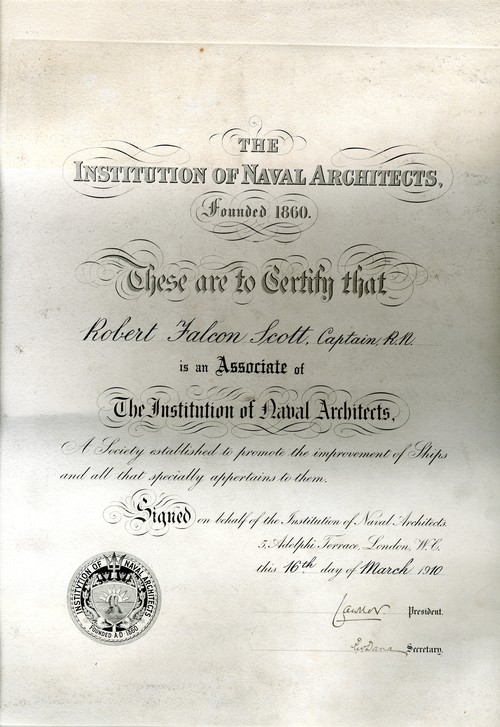 THE
INSTITUTION OF NAVAL ARCHITECTS,
Founded 1860.
These are to Certify that
Robert Falcon Scott, Captain, R.N.
is an Associate of
The Institution of Naval Architects,
A Society established to promote the improvement of Ships
and all that specially appertains to them.
Signed on behalf of the Institution of Naval Architects.
5, Adelphi Terrace, London, W.C.
this 16th day of March 1910
President.
Secretary.
INSTITVTION OF NAVAL ARCHITECTS
FOUNDED A.D 1860